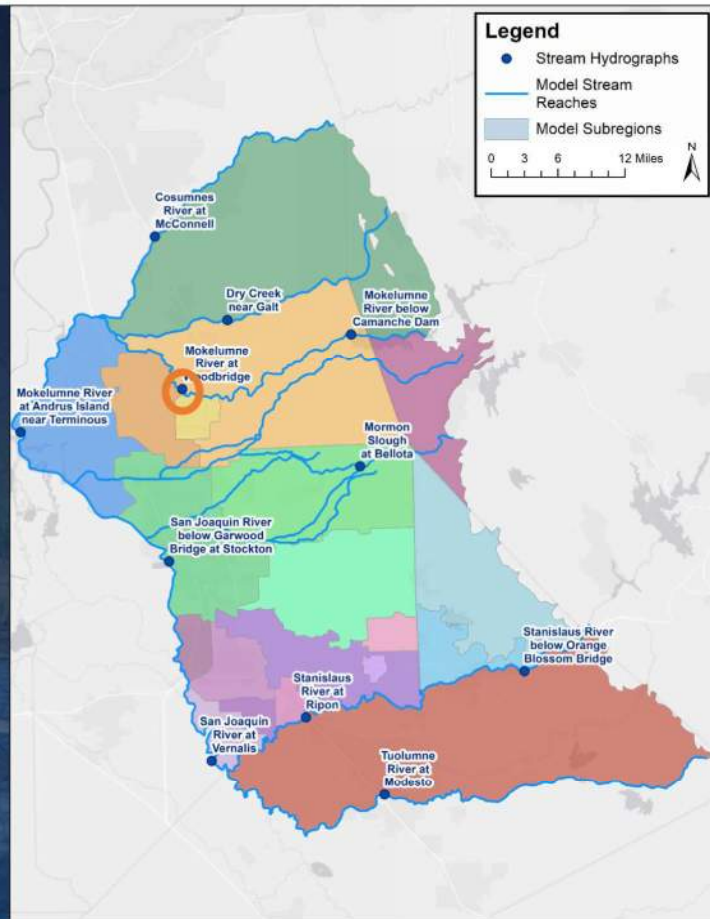 Legend
Stream Hydrographs
Model Stream
Reaches
Model Subregions
0 3 6 12 Miles
N
Cosumnes
River at
McConnell
Dry Creek
near Galt
Mokelumne
River below
Camanche Dam
Mokelumne
River at
Woodbridge
Mokelumne River
at Andrus Island
near Terminous
Mormon
Slough
at Bellota
San Joaquin River
below Garwood
Bridge at Stockton
Stanislaus River
below Orange
Blossom Bridge
Stanislaus
River at
Ripon
San Joaquin
River at
Vernalis
Tuolumne
River at
Modesto